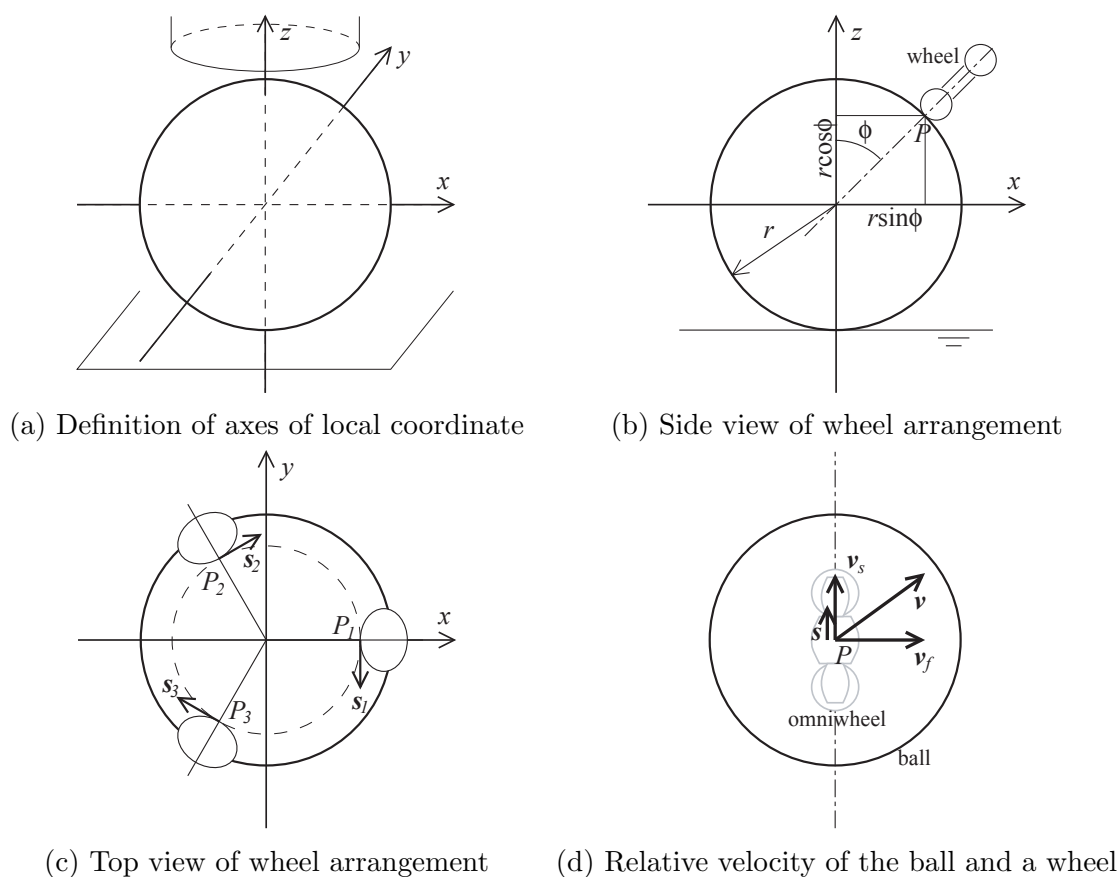 z
y
x
(a) Definition of axes of local coordinate
z
wheel
P
ϕ
rcosϕ
x
r
rsinϕ
(b) Side view of wheel arrangement
y
s₂
P₂
x
P₁
s₁
s₃
P₃
(c) Top view of wheel arrangement
vₛ
v
s
P
v_f
omniwheel
ball
(d) Relative velocity of the ball and a wheel